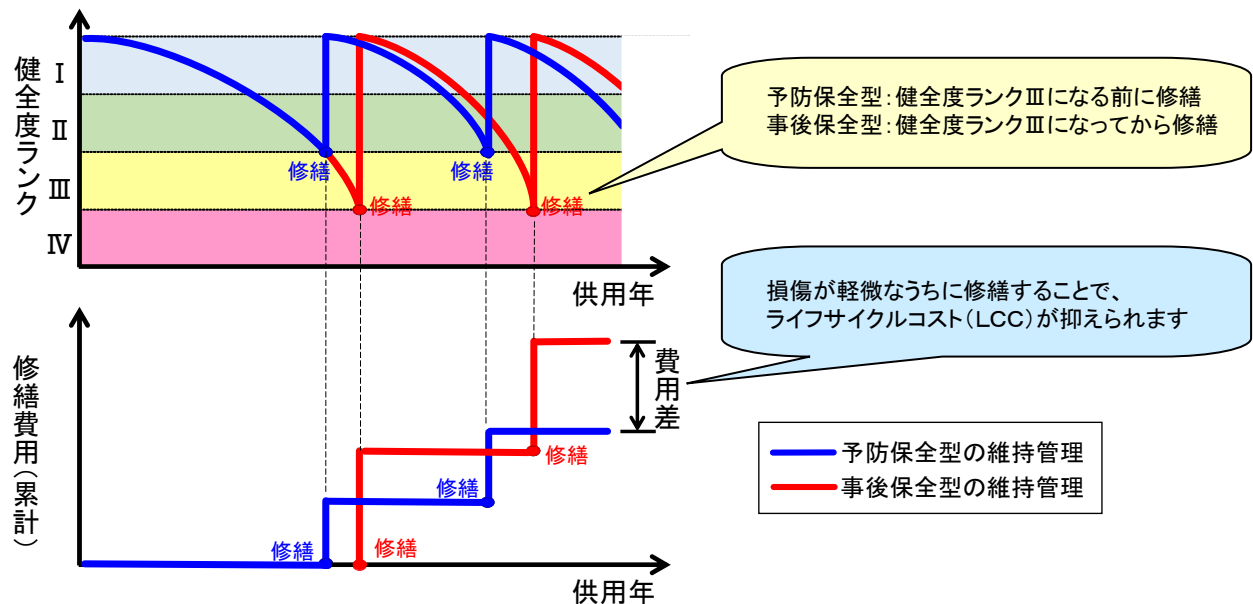 健全度ランク
Ⅰ
Ⅱ
Ⅲ
Ⅳ
修繕
修繕
修繕
修繕
供用年
予防保全型：健全度ランクⅢになる前に修繕
事後保全型：健全度ランクⅢになってから修繕
損傷が軽微なうちに修繕することで、
ライフサイクルコスト（LCC）が抑えられます
修繕費用（累計）
修繕
修繕
修繕
修繕
費用差
供用年
予防保全型の維持管理
事後保全型の維持管理